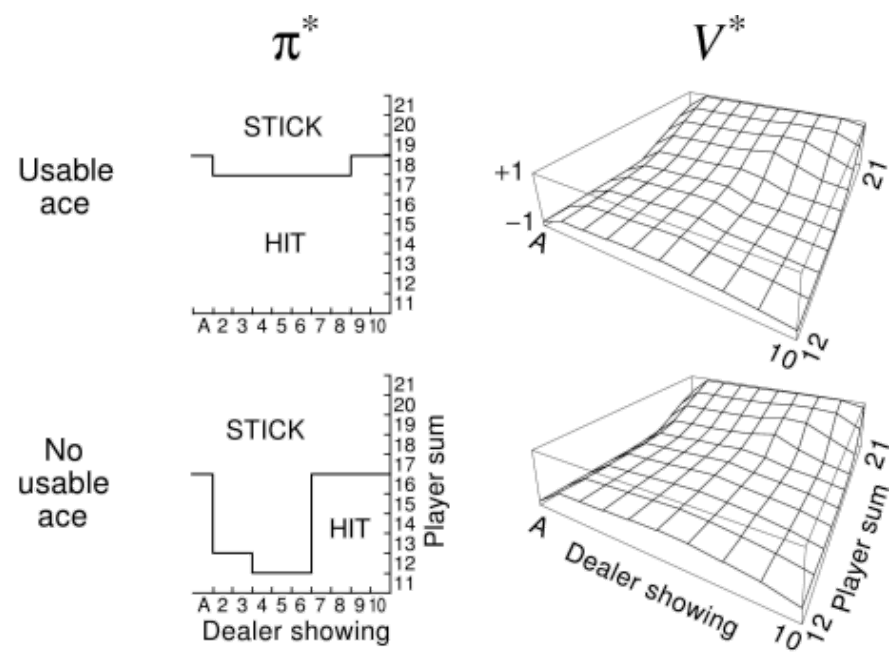 π* V*
Usable
ace
STICK
HIT
21
20
19
18
17
16
15
14
13
12
11
A 2 3 4 5 6 7 8 9 10
+1
−1
A
10
12
21
No
usable
ace
STICK
HIT
21
20
19
18
17
16
15
14
13
12
11
Player sum
A 2 3 4 5 6 7 8 9 10
Dealer showing
A
Dealer showing
10
12
Player sum
21